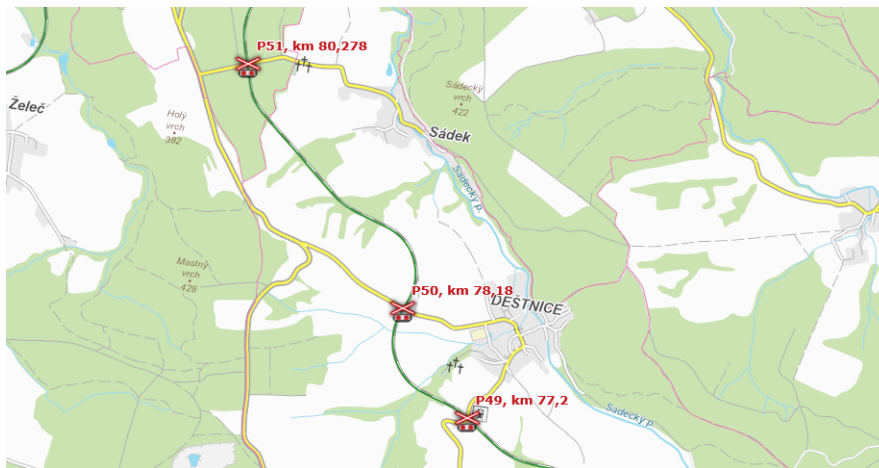 P51, km 80,278
Sádecký
vrch
422
Želeč
Holý
vrch
382
Sádek
Sádecký p.
Mastný
vrch
428
P50, km 78,18
DEŠTNICE
P49, km 77,2
Sádecký p.